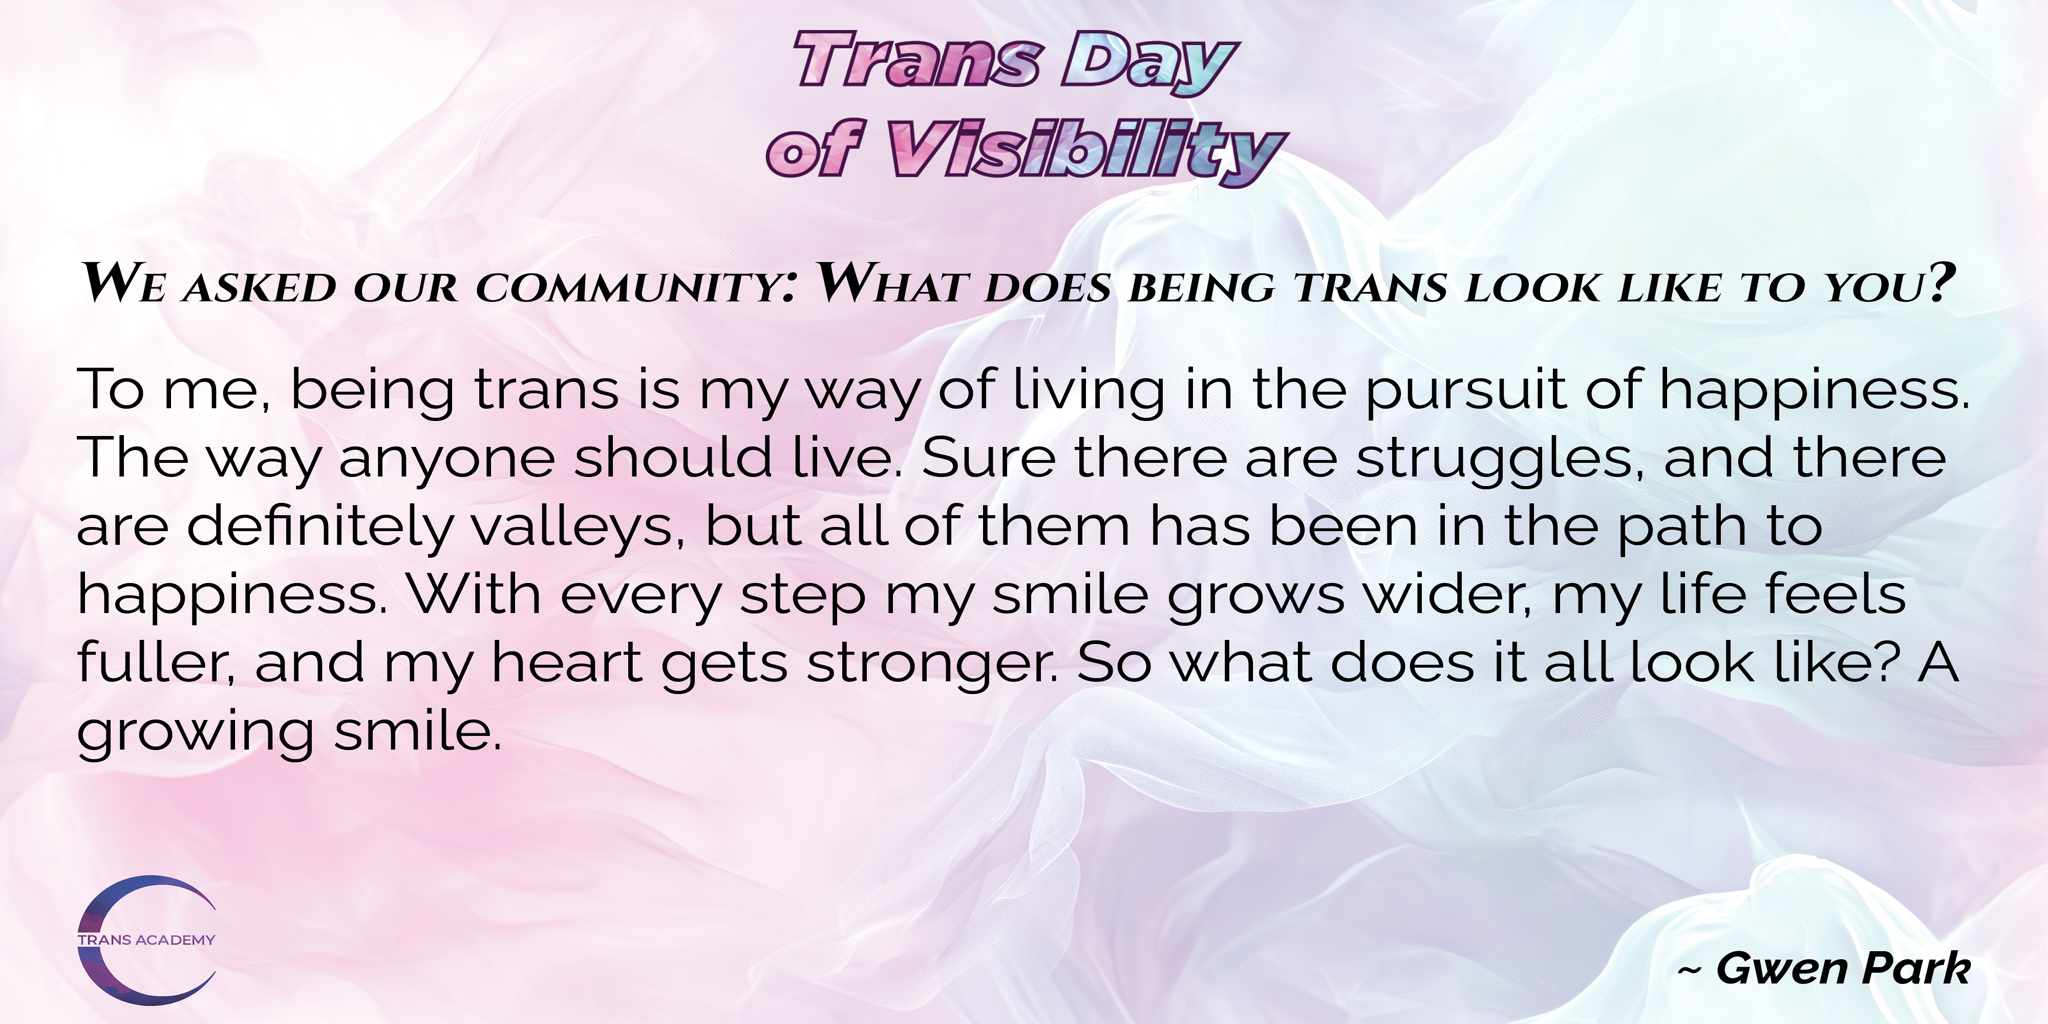 Trans Day
of Visibility
We asked our community: What does being trans look like to you?
To me, being trans is my way of living in the pursuit of happiness.
The way anyone should live. Sure there are struggles, and there
are definitely valleys, but all of them has been in the path to
happiness. With every step my smile grows wider, my life feels
fuller, and my heart gets stronger. So what does it all look like? A
growing smile.
TRANS ACADEMY
~ Gwen Park